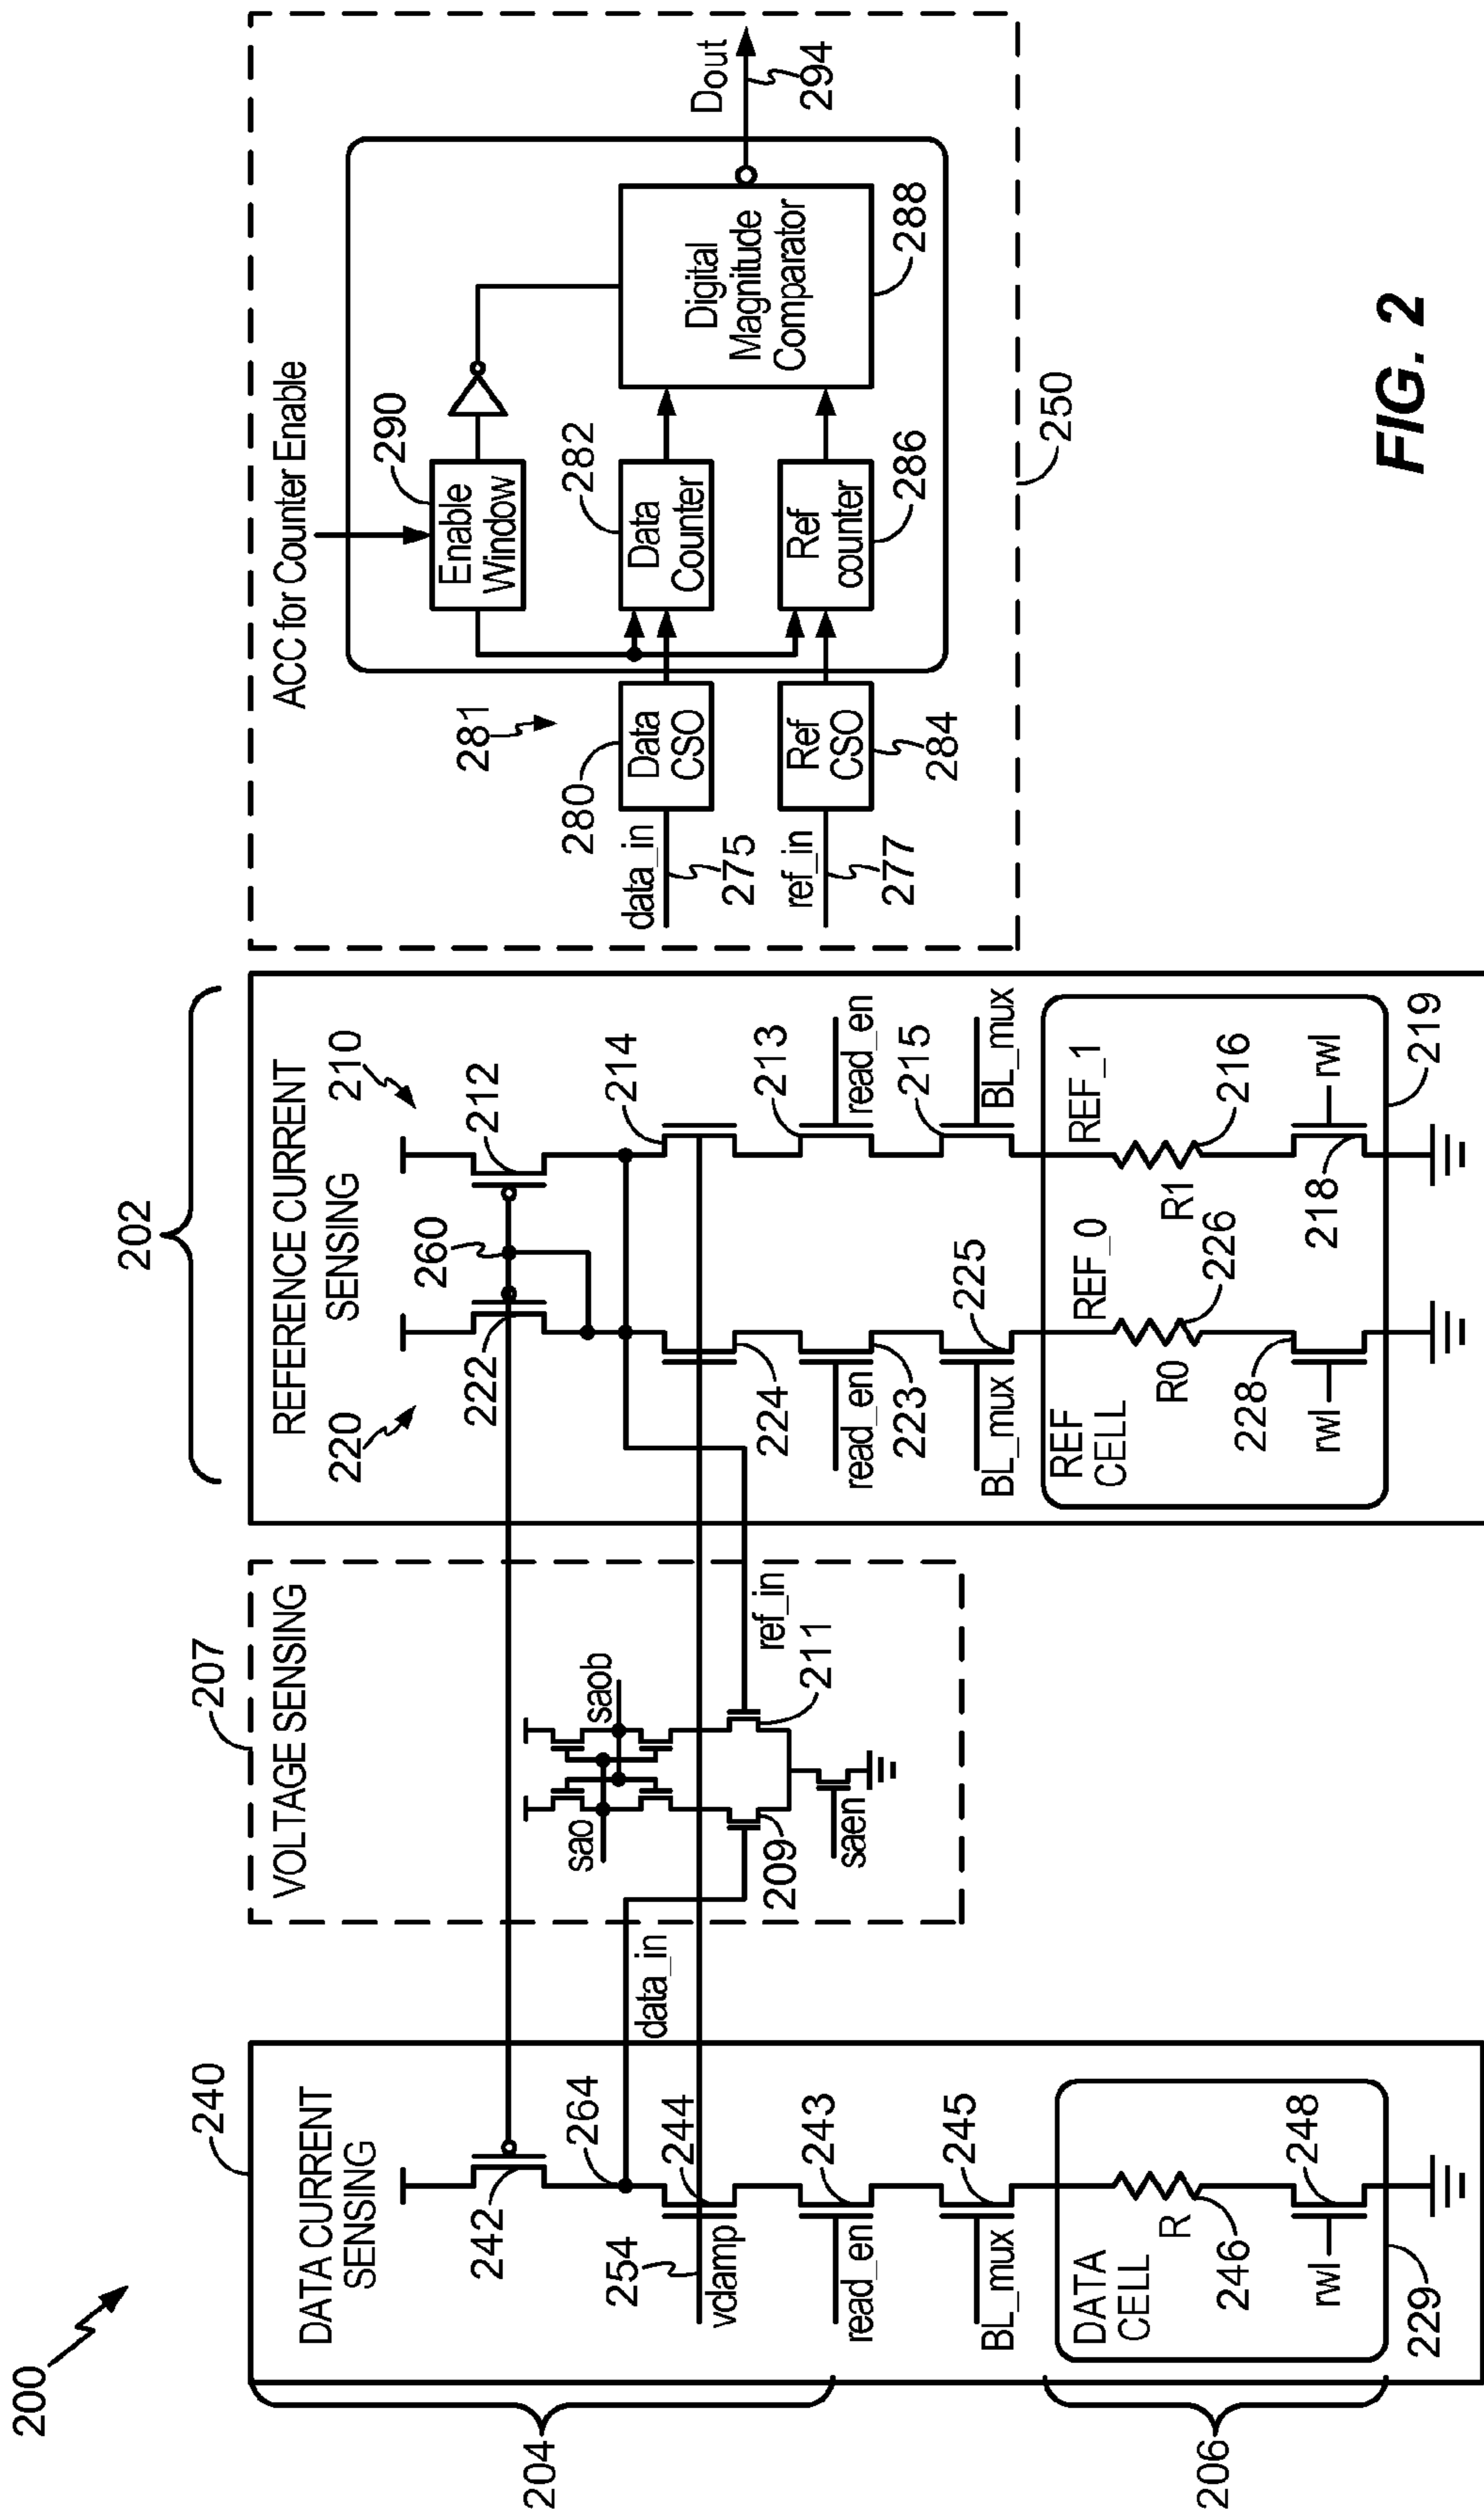 200
240
DATA CURRENT
SENSING
242
264
data_in
254
vclamp
244
read_en
243
BL_mux
245
DATA
CELL
R
246
rwl
248
229
204
206
207
VOLTAGE SENSING
sao
saob
209
211
ref_in
saen
202
REFERENCE CURRENT
SENSING
220
210
260
222
212
224
214
read_en
223
213
read_en
BL_mux
225
215
BL_mux
REF
CELL
REF_0
REF_1
R0
226
R1
216
228
rwl
218
rwl
219
ACC for Counter Enable
290
Enable
Window
281
280
data_in
275
Data
CSO
282
Data
Counter
ref_in
277
Ref
CSO
284
Ref
counter
286
Digital
Magnitude
Comparator
288
Dout
294
250
FIG. 2